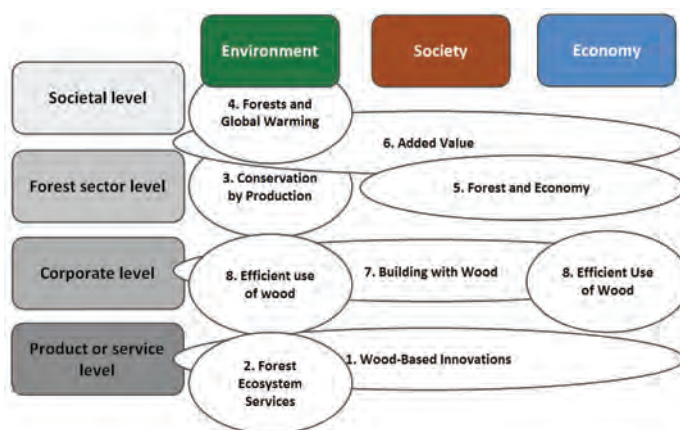 Environment
Society
Economy
Societal level
4. Forests and
Global Warming
6. Added Value
Forest sector level
3. Conservation
by Production
5. Forest and Economy
Corporate level
8. Efficient use
of wood
7. Building with Wood
8. Efficient Use
of Wood
Product or service
level
1. Wood-Based Innovations
2. Forest
Ecosystem
Services